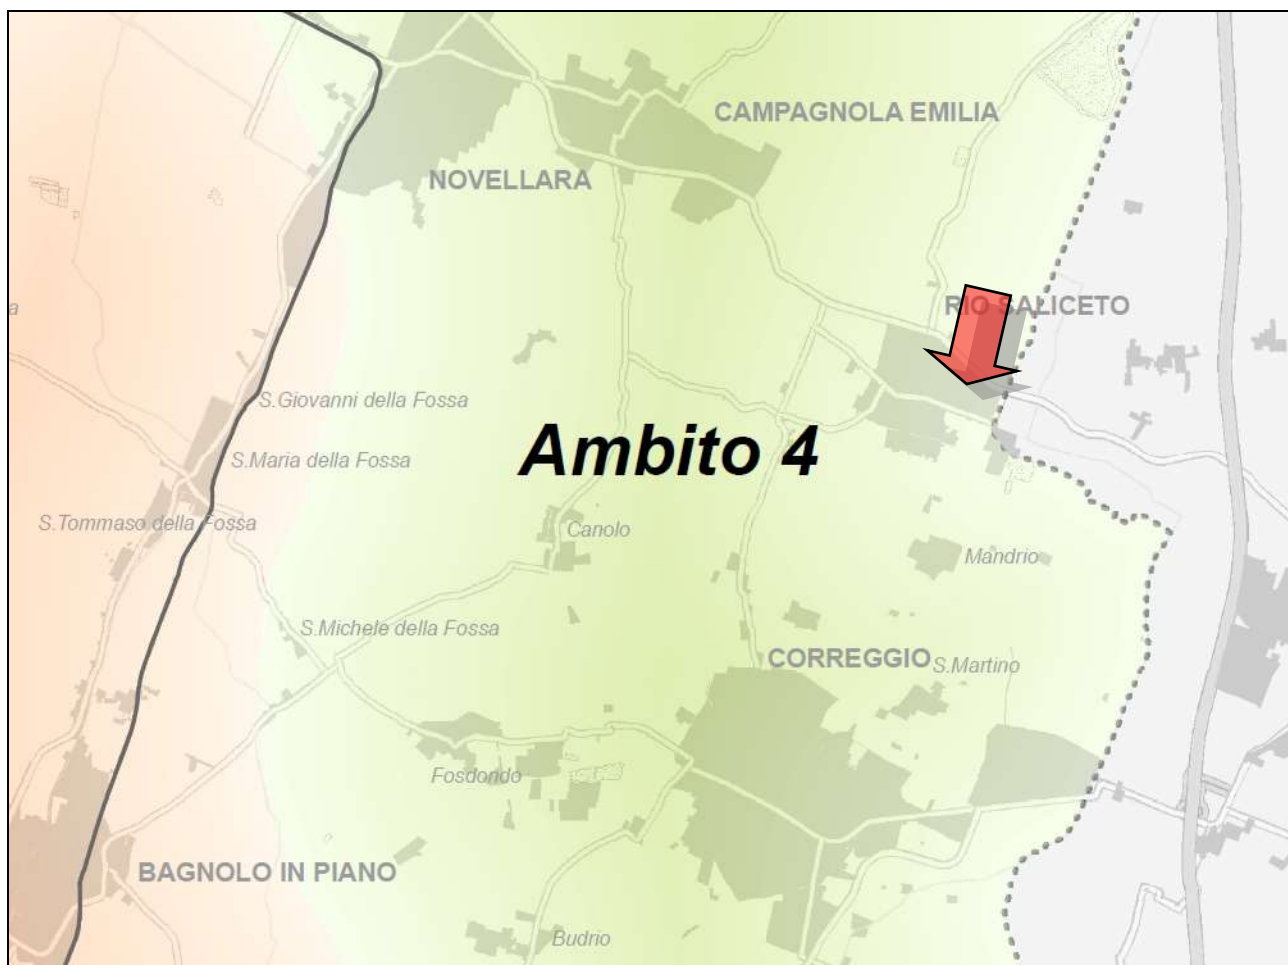 CAMPAGNOLA EMILIA
NOVELLARA
RIO SALICETO
a
S.Giovanni della Fossa
Ambito 4
S.Maria della Fossa
S.Tommaso della Fossa
Canolo
Mandrio
S.Michele della Fossa
CORREGGIO
S.Martino
Fosdondo
BAGNOLO IN PIANO
Budrio